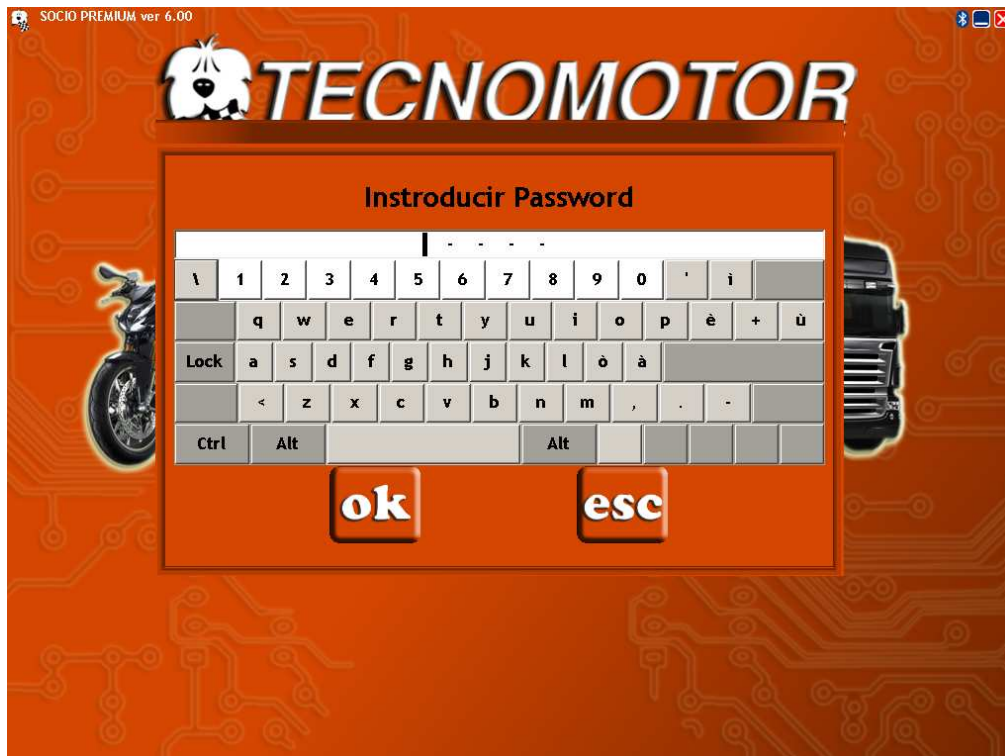 SOCIO PREMIUM ver 6.00
TECNOMOTOR
Instroducir Password
- - - -
\ 1 2 3 4 5 6 7 8 9 0 ' ì
q w e r t y u i o p è + ù
Lock a s d f g h j k l ò à
< z x c v b n m , . -
Ctrl Alt Alt
ok esc